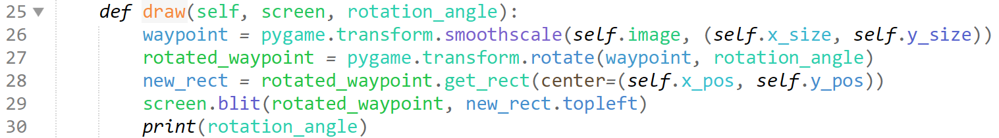 25 ▼ def draw(self, screen, rotation_angle):
26 waypoint = pygame.transform.smoothscale(self.image, (self.x_size, self.y_size))
27 rotated_waypoint = pygame.transform.rotate(waypoint, rotation_angle)
28 new_rect = rotated_waypoint.get_rect(center=(self.x_pos, self.y_pos))
29 screen.blit(rotated_waypoint, new_rect.topleft)
30 print(rotation_angle)